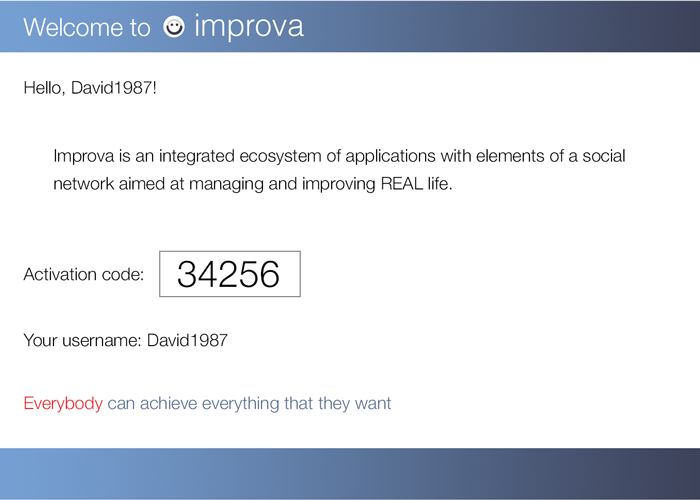 Welcome to improva
Hello, David1987!
Improva is an integrated ecosystem of applications with elements of a social
network aimed at managing and improving REAL life.
Activation code: 34256
Your username: David1987
Everybody can achieve everything that they want